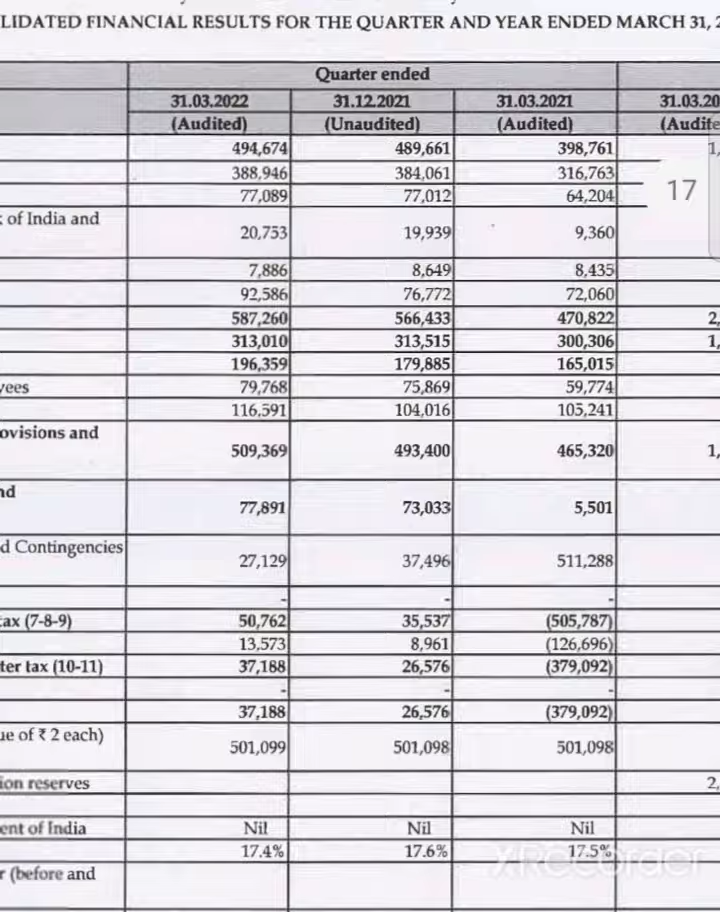 LIDATED FINANCIAL RESULTS FOR THE QUARTER AND YEAR ENDED MARCH 31, 2
Quarter ended
31.03.2022 31.12.2021 31.03.2021 31.03.20
(Audited) (Unaudited) (Audited) (Audite
494,674 489,661 398,761 1,
388,946 384,061 316,763
77,089 77,012 64,204 17
of India and
20,753 19,939 9,360
7,886 8,649 8,435
92,586 76,772 72,060
587,260 566,433 470,822 2,
313,010 313,515 300,306 1,
196,359 179,885 165,015
yees 79,768 75,869 59,774
116,591 104,016 105,241
ovisions and
509,369 493,400 465,320 1,
nd
77,891 73,033 5,501
d Contingencies
27,129 37,496 511,288
- - -
tax (7-8-9) 50,762 35,537 (505,787)
13,573 8,961 (126,696)
ter tax (10-11) 37,188 26,576 (379,092)
- - -
37,188 26,576 (379,092)
ue of ₹ 2 each)
501,099 501,098 501,098
ion reserves 2,
ent of India Nil Nil Nil
17.4% 17.6% 17.5%
XRecorder
r (before and